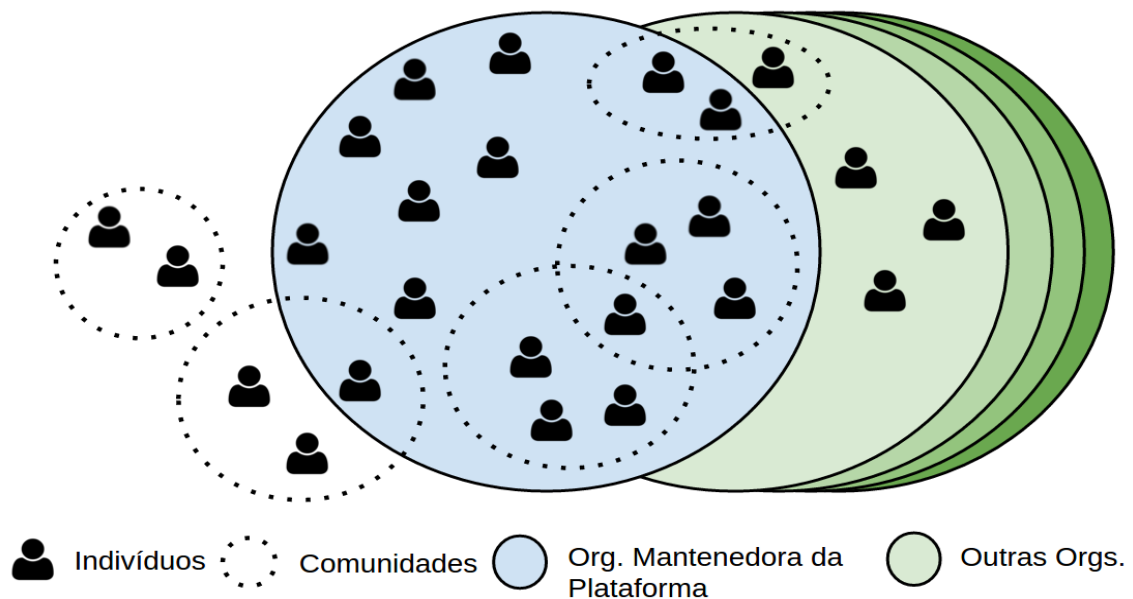 Indivíduos
Comunidades
Org. Mantenedora da
Plataforma
Outras Orgs.